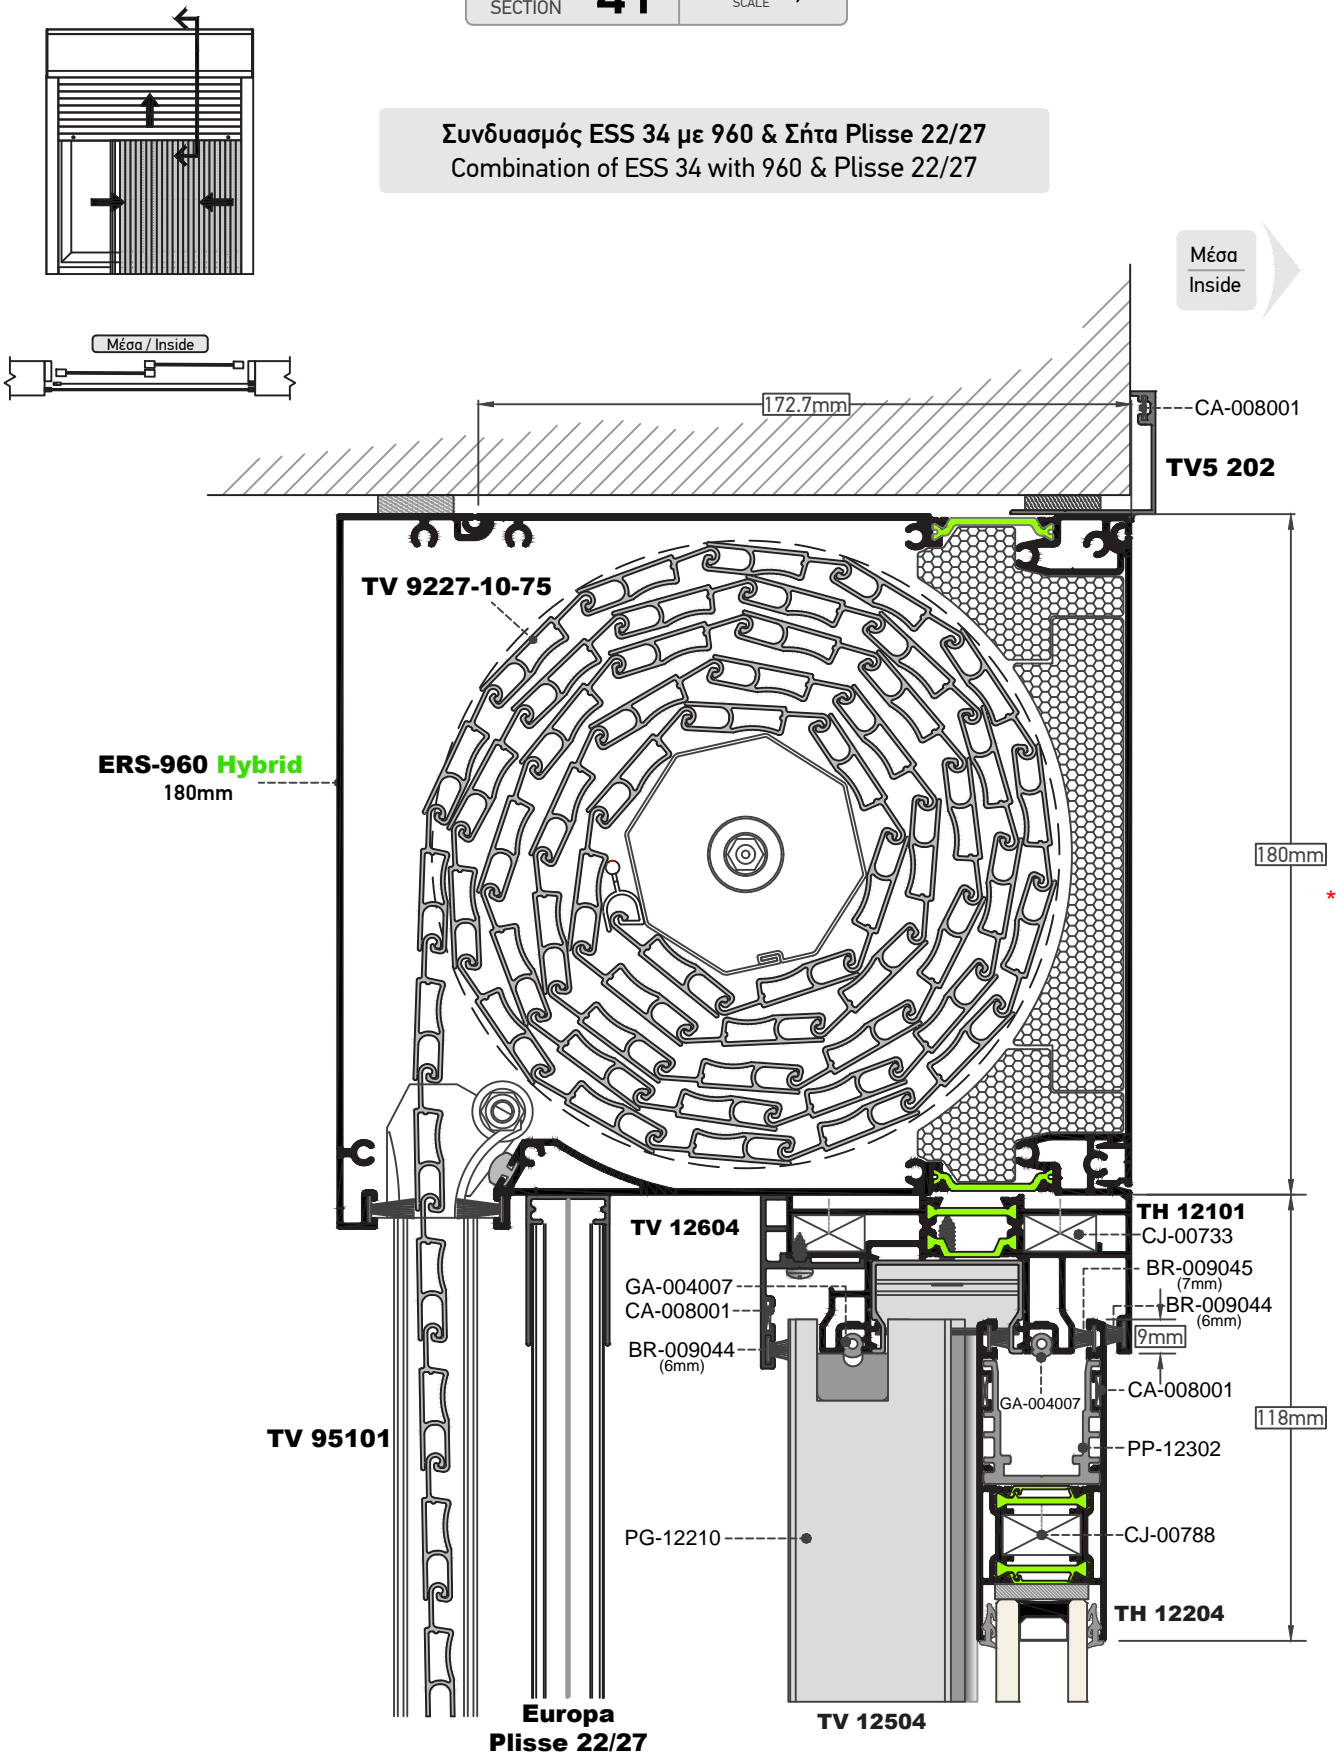 SECTION
41
SCALE
Συνδυασμός ESS 34 με 960 & Σήτα Plisse 22/27
Combination of ESS 34 with 960 & Plisse 22/27
Μέσα
Inside
Μέσα / Inside
172.7mm
CA-008001
TV5 202
TV 9227-10-75
ERS-960 Hybrid
180mm
180mm
*
TV 12604
TH 12101
CJ-00733
GA-004007
BR-009045
(7mm)
CA-008001
BR-009044
(6mm)
BR-009044
(6mm)
9mm
CA-008001
GA-004007
118mm
TV 95101
PP-12302
PG-12210
CJ-00788
TH 12204
Europa
Plisse 22/27
TV 12504